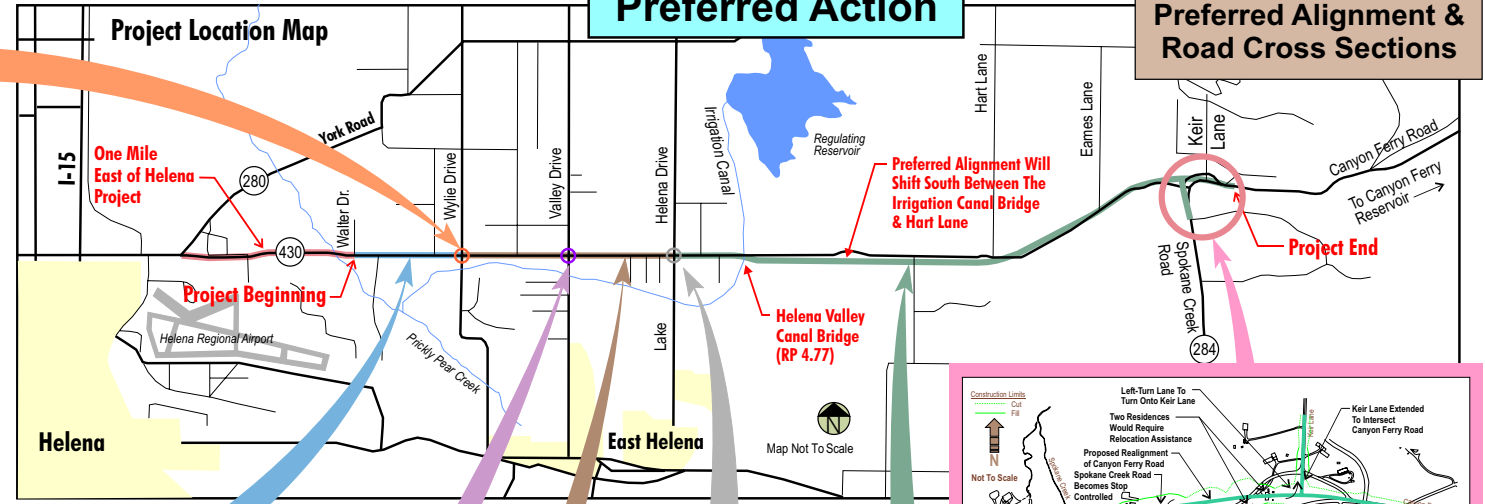 Preferred Action
Preferred Alignment &
Road Cross Sections
Project Location Map
I-15
One Mile
East of Helena
Project
York Road
280
430
Walter Dr.
Wylie Drive
Valley Drive
Helena Drive
Lake
Irrigation Canal
Regulating
Reservoir
Hart Lane
Eames Lane
Keir
Lane
Canyon Ferry Road
To Canyon Ferry
Reservoir
Preferred Alignment Will
Shift South Between The
Irrigation Canal Bridge
& Hart Lane
Project End
Spokane Creek
Road
284
Project Beginning
Helena Regional Airport
Prickly Pear Creek
Helena Valley
Canal Bridge
(RP 4.77)
Helena
East Helena
N
Map Not To Scale
Construction Limits
Cut
Fill
N
Not To Scale
Spokane Creek
Left-Turn Lane To
Turn Onto Keir Lane
Two Residences
Would Require
Relocation Assistance
Proposed Realignment
of Canyon Ferry Road
Spokane Creek Road
Becomes Stop
Controlled
Keir Lane
Keir Lane Extended
To Intersect
Canyon Ferry Road